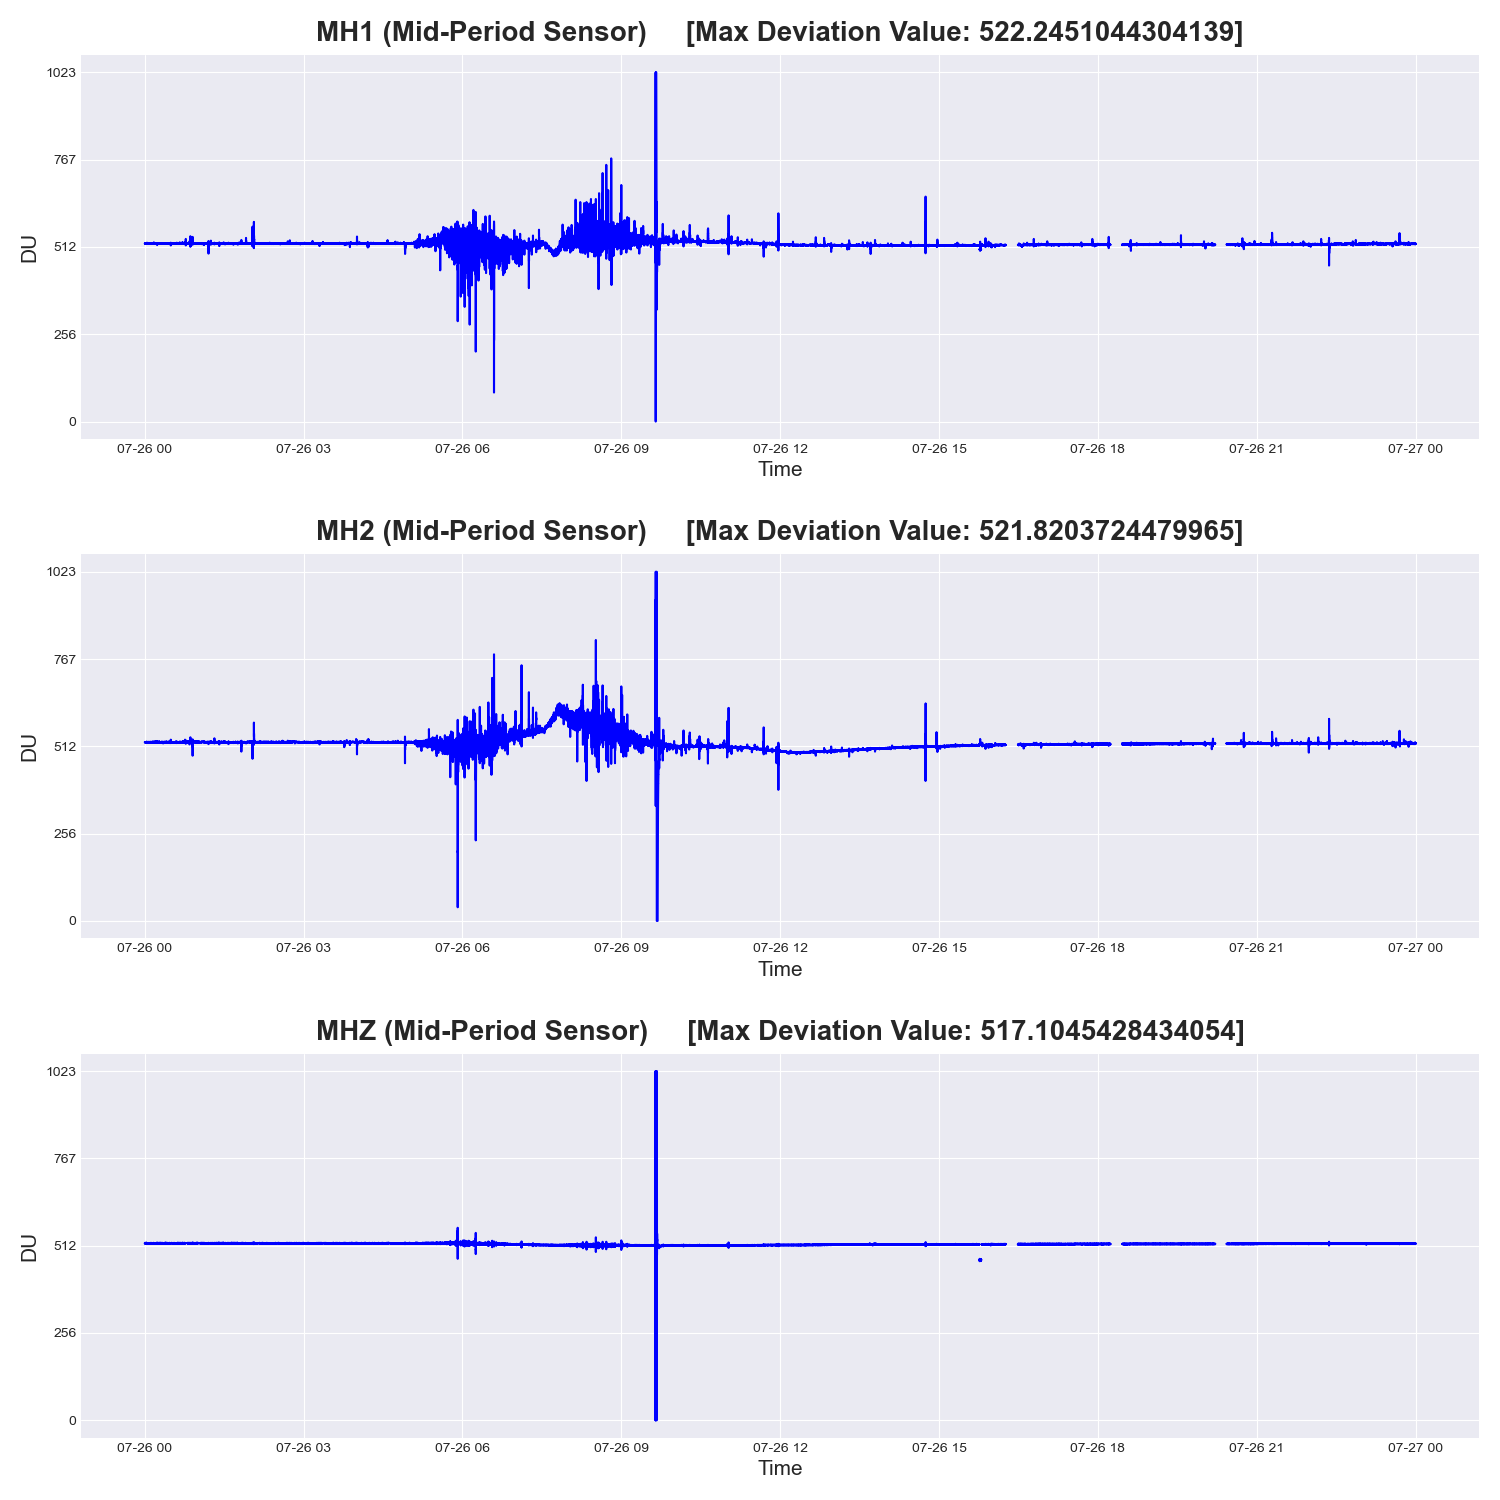 MH1 (Mid-Period Sensor) [Max Deviation Value: 522.2451044304139]
1023
767
512
256
0
DU
07-26 00 07-26 03 07-26 06 07-26 09 07-26 12 07-26 15 07-26 18 07-26 21 07-27 00
Time
MH2 (Mid-Period Sensor) [Max Deviation Value: 521.8203724479965]
1023
767
512
256
0
DU
07-26 00 07-26 03 07-26 06 07-26 09 07-26 12 07-26 15 07-26 18 07-26 21 07-27 00
Time
MHZ (Mid-Period Sensor) [Max Deviation Value: 517.1045428434054]
1023
767
512
256
0
DU
07-26 00 07-26 03 07-26 06 07-26 09 07-26 12 07-26 15 07-26 18 07-26 21 07-27 00
Time